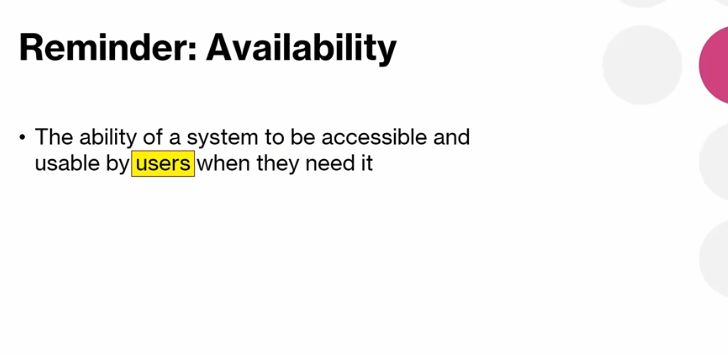 Reminder: Availability
• The ability of a system to be accessible and
usable by users when they need it